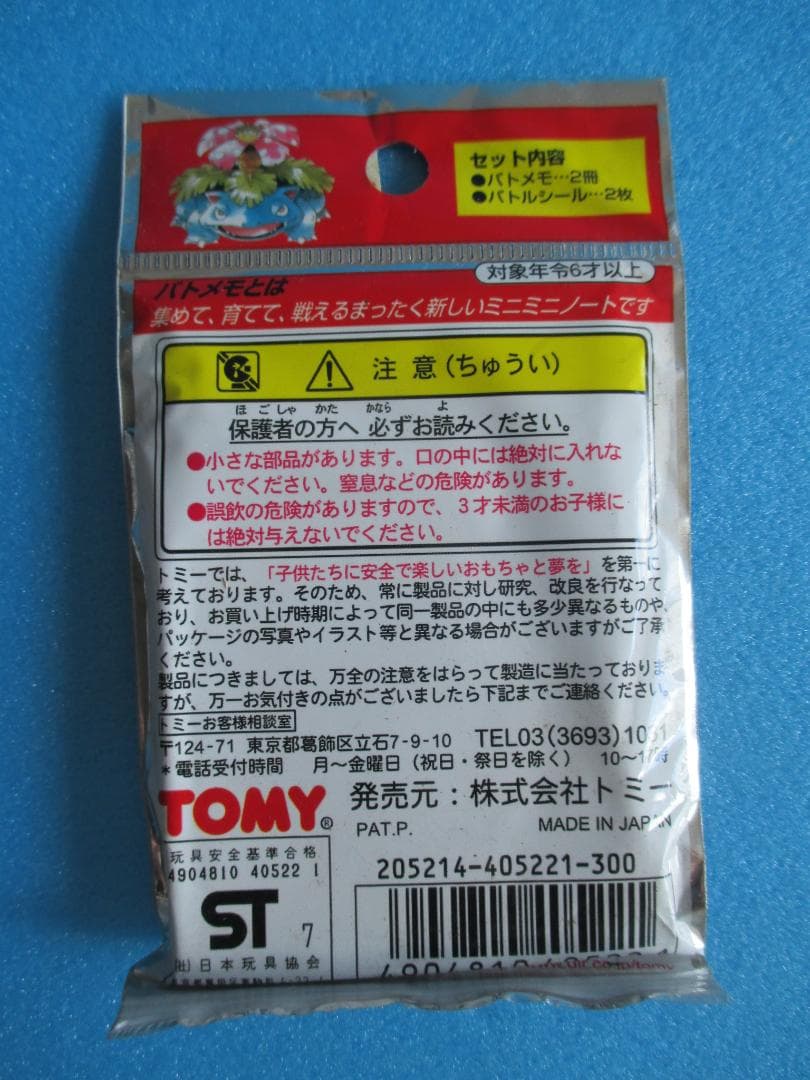 セット内容
●バトメモ…2冊
●バトルシール…2枚
対象年令6才以上
バトメモとは
集めて、育てて、戦えるまったく新しいミニミニノートです
注意(ちゅうい)
ほごしゃ かた かなら よ
保護者の方へ 必ずお読みください。
●小さな部品があります。口の中には絶対に入れな
いでください。窒息などの危険があります。
●誤飲の危険がありますので、3才未満のお子様に
は絶対与えないでください。
トミーでは、「子供たちに安全で楽しいおもちゃと夢を」を第一に
考えております。そのため、常に製品に対し研究、改良を行なって
おり、お買い上げ時期によって同一製品の中にも多少異なるものや、
パッケージの写真やイラスト等と異なる場合がございますがご了承
ください。
製品につきましては、万全の注意をはらって製造に当たっておりま
すが、万一お気付きの点がございましたら下記までご連絡ください。
トミーお客様相談室
〒124-71 東京都葛飾区立石7-9-10 TEL03(3693)1031
*電話受付時間 月〜金曜日(祝日・祭日を除く) 10〜17時
TOMY® 発売元:株式会社トミー
PAT.P. MADE IN JAPAN
玩具安全基準合格
4904810 40522 1
205214-405221-300
ST 7
(社)日本玩具協会